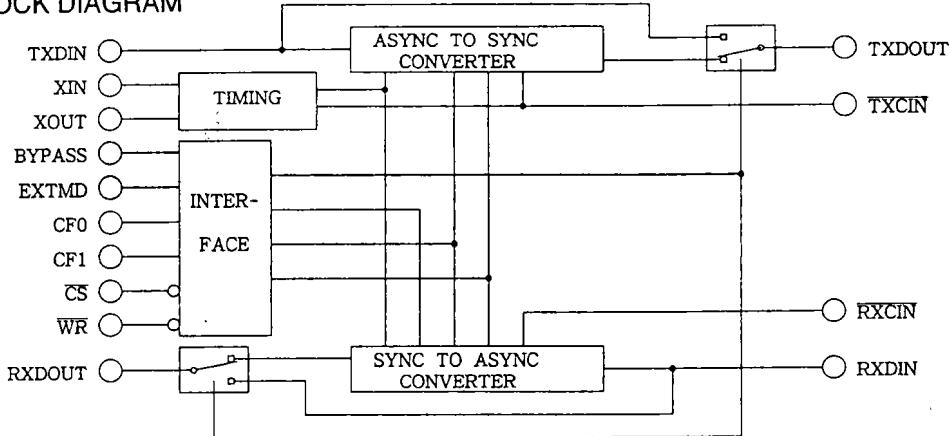 OCK DIAGRAM
TXDIN
XIN
XOUT
BYPASS
EXTMD
CF0
CF1
CS
WR
RXDOUT
TIMING
INTER-
FACE
ASYNC TO SYNC
CONVERTER
SYNC TO ASYNC
CONVERTER
TXDOUT
TXCIN
RXCIN
RXDIN